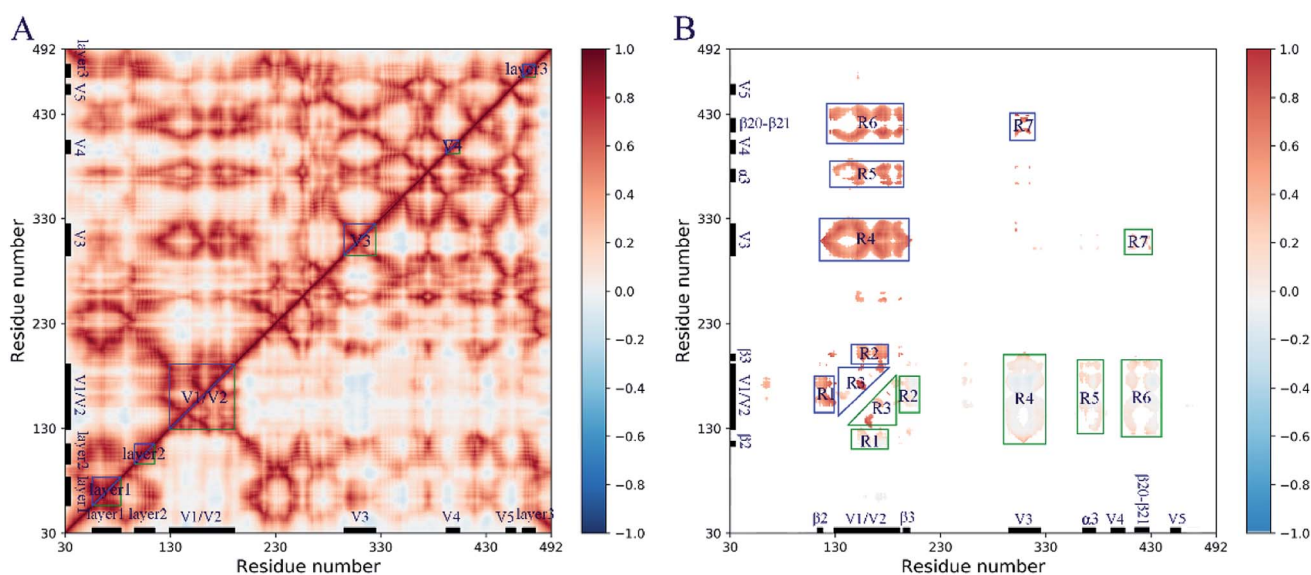 A
B
492
430
330
230
130
30
Residue number
layer3
V5
V4
V3
V1/V2
layer2
layer1
layer3
V4
V3
V1/V2
layer2
layer1
layer1
layer2
V1/V2
V3
V4
V5
layer3
30
130
230
330
430
492
Residue number
1.0
0.8
0.6
0.4
0.2
0.0
−0.2
−0.4
−0.6
−0.8
−1.0
492
430
330
230
130
30
Residue number
V5
β20-β21
V4
α3
V3
β3
V1/V2
β2
R6
R7
R5
R4
R7
R2
R1
R3
R3
R2
R1
R4
R5
R6
β2
V1/V2
β3
V3
α3
V4
β20-β21
V5
30
130
230
330
430
492
Residue number
1.0
0.8
0.6
0.4
0.2
0.0
−0.2
−0.4
−0.6
−0.8
−1.0